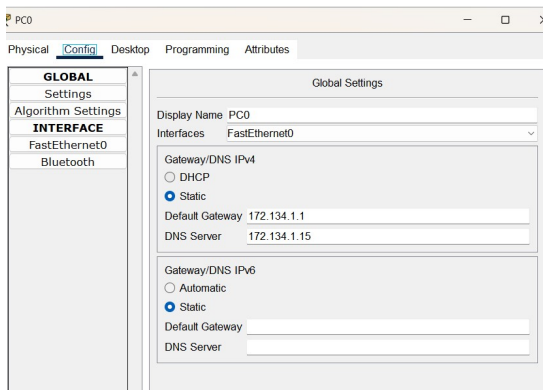 PC0
Physical Config Desktop Programming Attributes
GLOBAL
Settings
Algorithm Settings
INTERFACE
FastEthernet0
Bluetooth
Global Settings
Display Name PC0
Interfaces FastEthernet0
Gateway/DNS IPv4
DHCP
Static
Default Gateway 172.134.1.1
DNS Server 172.134.1.15
Gateway/DNS IPv6
Automatic
Static
Default Gateway
DNS Server